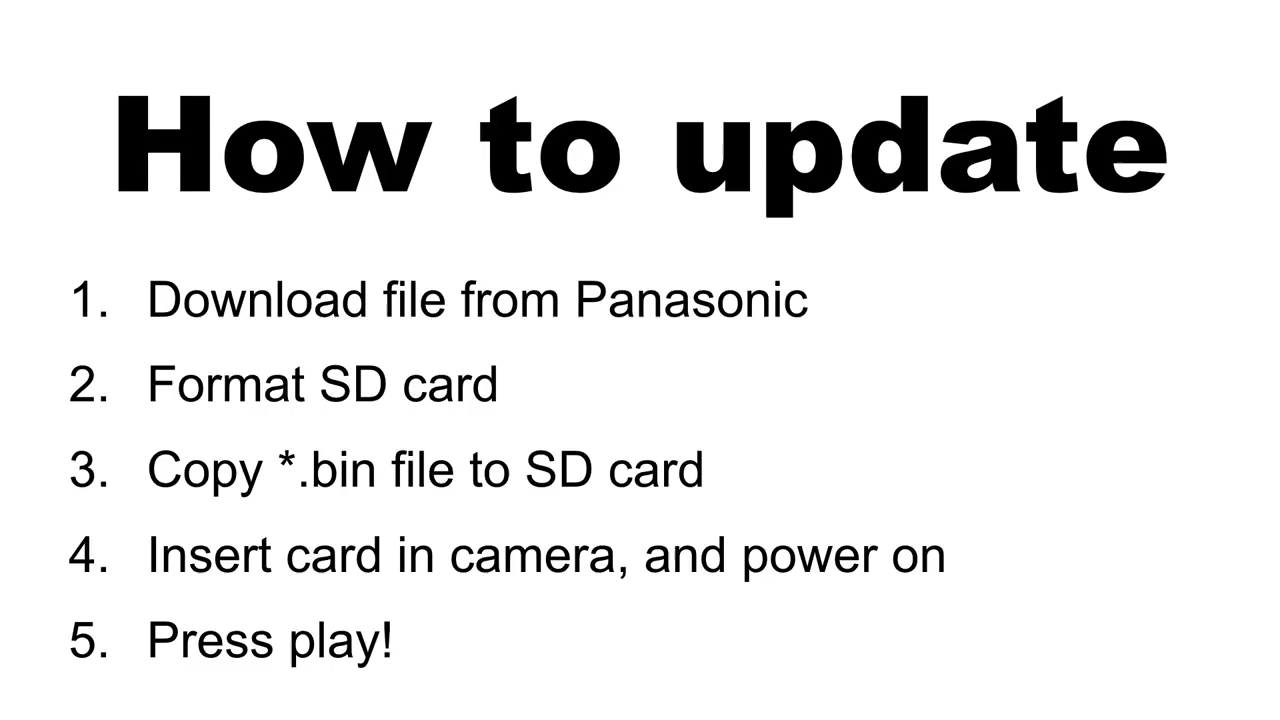 How to update
1. Download file from Panasonic
2. Format SD card
3. Copy *.bin file to SD card
4. Insert card in camera, and power on
5. Press play!